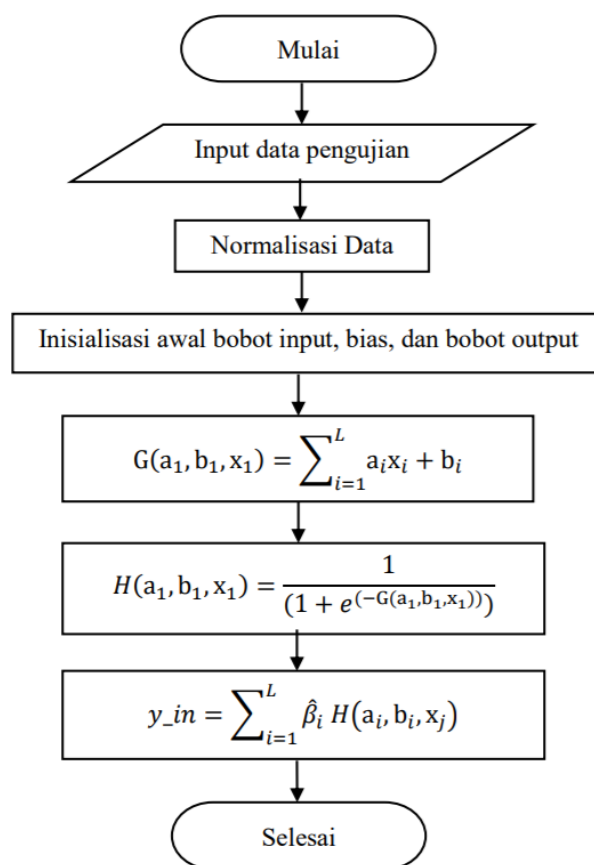 Mulai
Input data pengujian
Normalisasi Data
Inisialisasi awal bobot input, bias, dan bobot output
G(a₁, b₁, x₁) = ∑ᵢ₌₁ᴸ aᵢxᵢ + bᵢ
H(a₁, b₁, x₁) = 1 / (1 + e^(−G(a₁,b₁,x₁)))
y_in = ∑ᵢ₌₁ᴸ β̂ᵢ H(aᵢ, bᵢ, xⱼ)
Selesai